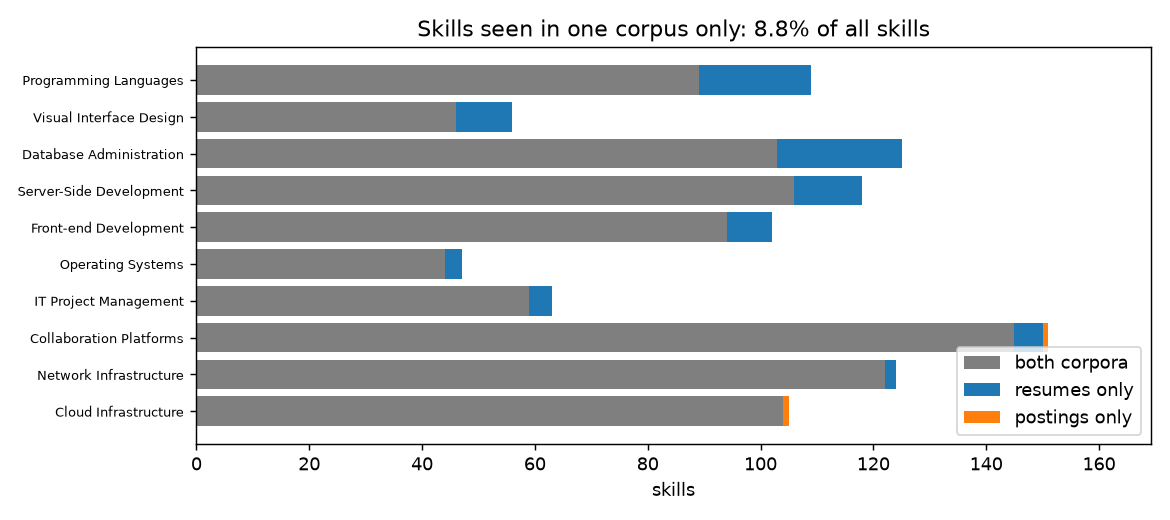 Skills seen in one corpus only: 8.8% of all skills
Programming Languages
Visual Interface Design
Database Administration
Server-Side Development
Front-end Development
Operating Systems
IT Project Management
Collaboration Platforms
Network Infrastructure
Cloud Infrastructure
both corpora
resumes only
postings only
0 20 40 60 80 100 120 140 160
skills